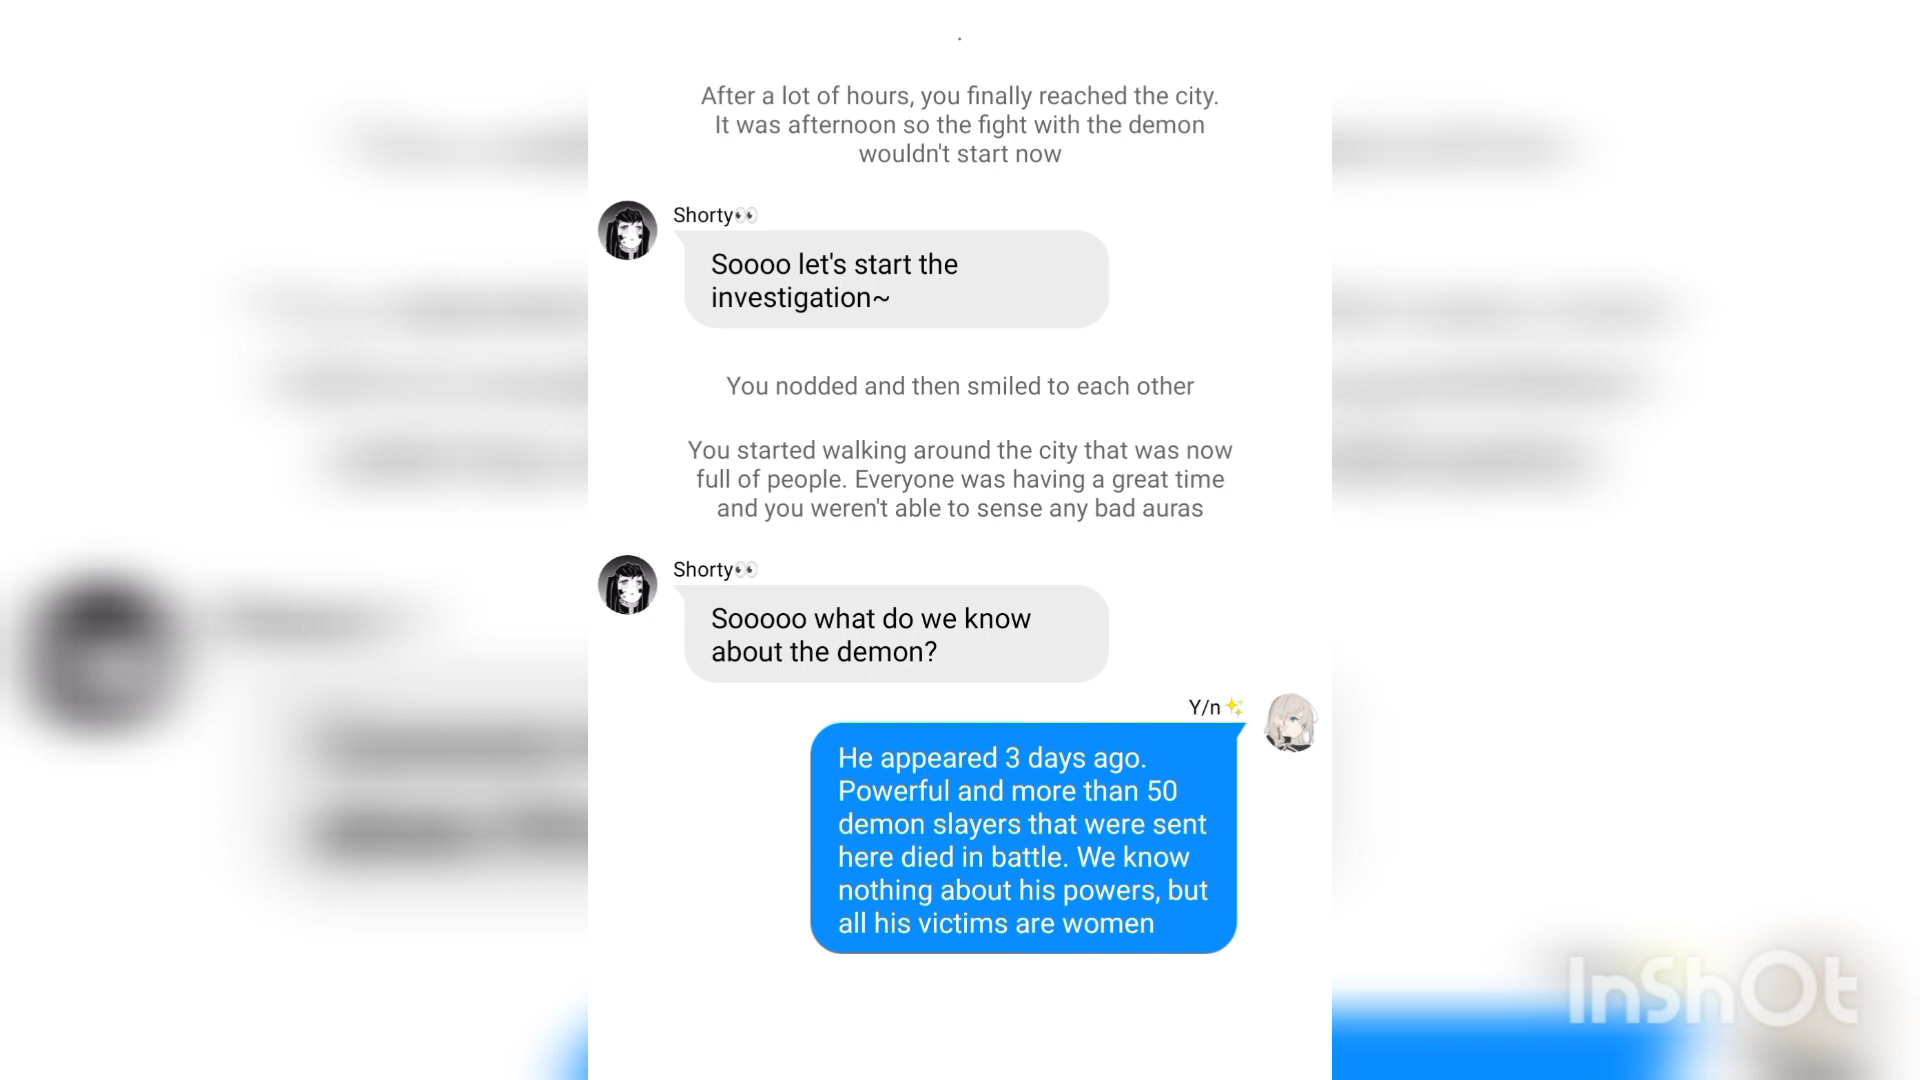 After a lot of hours, you finally reached the city.
It was afternoon so the fight with the demon
wouldn't start now
Shorty👀
Soooo let's start the
investigation~
You nodded and then smiled to each other
You started walking around the city that was now
full of people. Everyone was having a great time
and you weren't able to sense any bad auras
Shorty👀
Sooooo what do we know
about the demon?
Y/n✨
He appeared 3 days ago.
Powerful and more than 50
demon slayers that were sent
here died in battle. We know
nothing about his powers, but
all his victims are women
InShOt